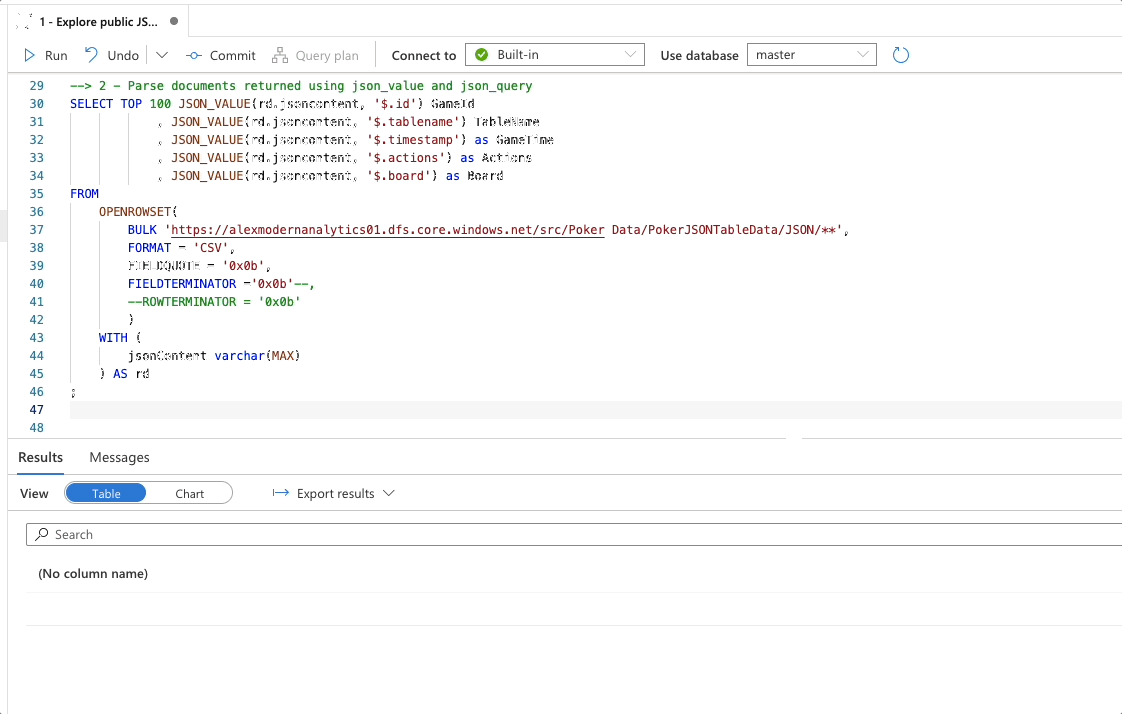 1 - Explore public JS...
Run Undo Commit Query plan Connect to Built-in Use database master
29 --> 2 - Parse documents returned using json_value and json_query
30 SELECT TOP 100 JSON_VALUE(rd.jsoncontent, '$.id') GameId
31 , JSON_VALUE(rd.jsoncontent, '$.tablename') TableName
32 , JSON_VALUE(rd.jsoncontent, '$.timestamp') as GameTime
33 , JSON_VALUE(rd.jsoncontent, '$.actions') as Actions
34 , JSON_VALUE(rd.jsoncontent, '$.board') as Board
35 FROM
36 OPENROWSET(
37 BULK 'https://alexmodernanalytics01.dfs.core.windows.net/src/Poker Data/PokerJSONTableData/JSON/**',
38 FORMAT = 'CSV',
39 FIELDQUOTE = '0x0b',
40 FIELDTERMINATOR ='0x0b'--,
41 --ROWTERMINATOR = '0x0b'
42 )
43 WITH (
44 jsonContent varchar(MAX)
45 ) AS rd
46 ;
47
48
Results Messages
View Table Chart Export results
Search
(No column name)